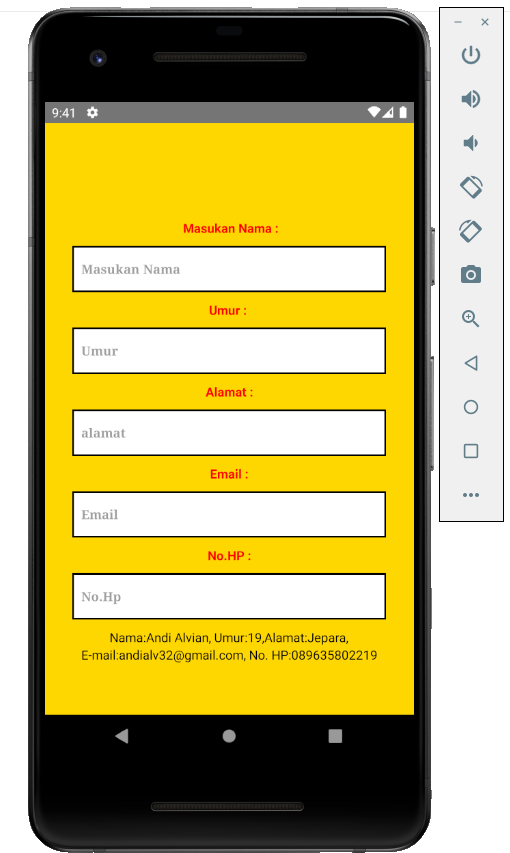 9:41
Masukan Nama :
Masukan Nama
Umur :
Umur
Alamat :
alamat
Email :
Email
No.HP :
No.Hp
Nama:Andi Alvian, Umur:19,Alamat:Jepara,
E-mail:andialv32@gmail.com, No. HP:089635802219